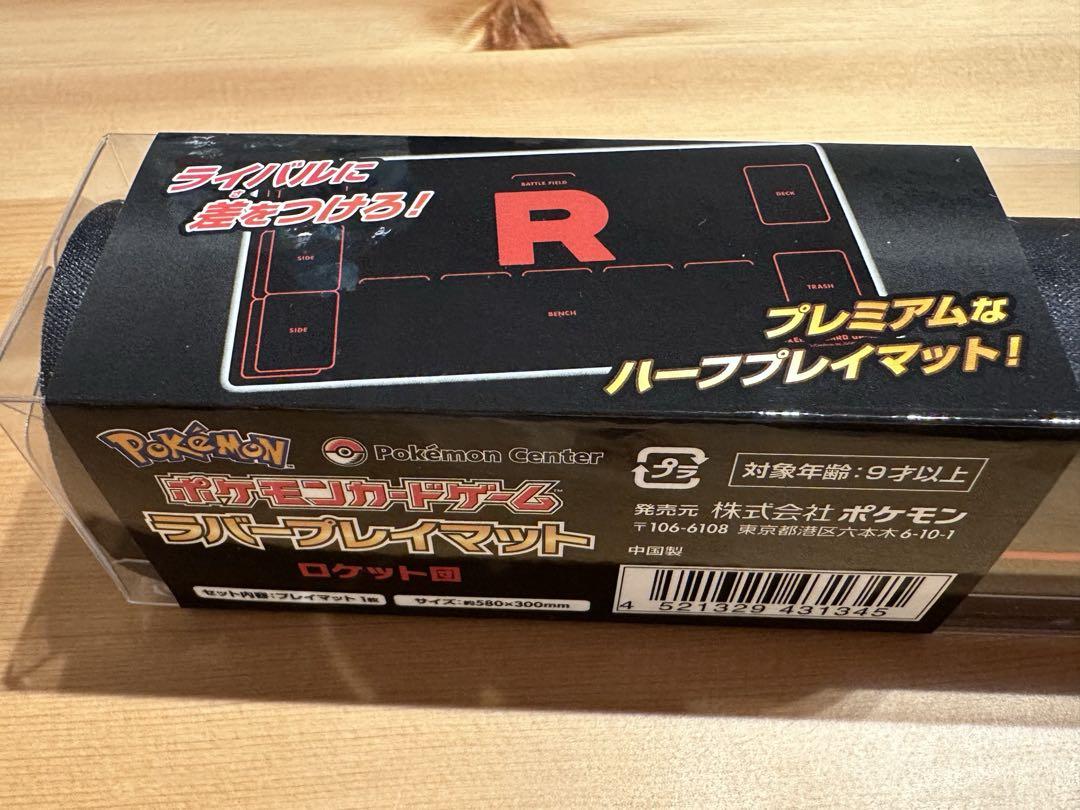 ライバルに
差をつけろ!
BATTLE FIELD
R
DECK
SIDE
TRASH
SIDE
BENCH
プレミアムな
ハーフプレイマット!
POKéMON
Pokémon Center
ポケモンカードゲーム
ラバープレイマット
ロケット団
セット内容:プレイマット 1枚
サイズ:約580×300mm
プラ
対象年齢:9才以上
発売元 株式会社 ポケモン
〒106-6108 東京都港区六本木6-10-1
中国製
4 521329 431345